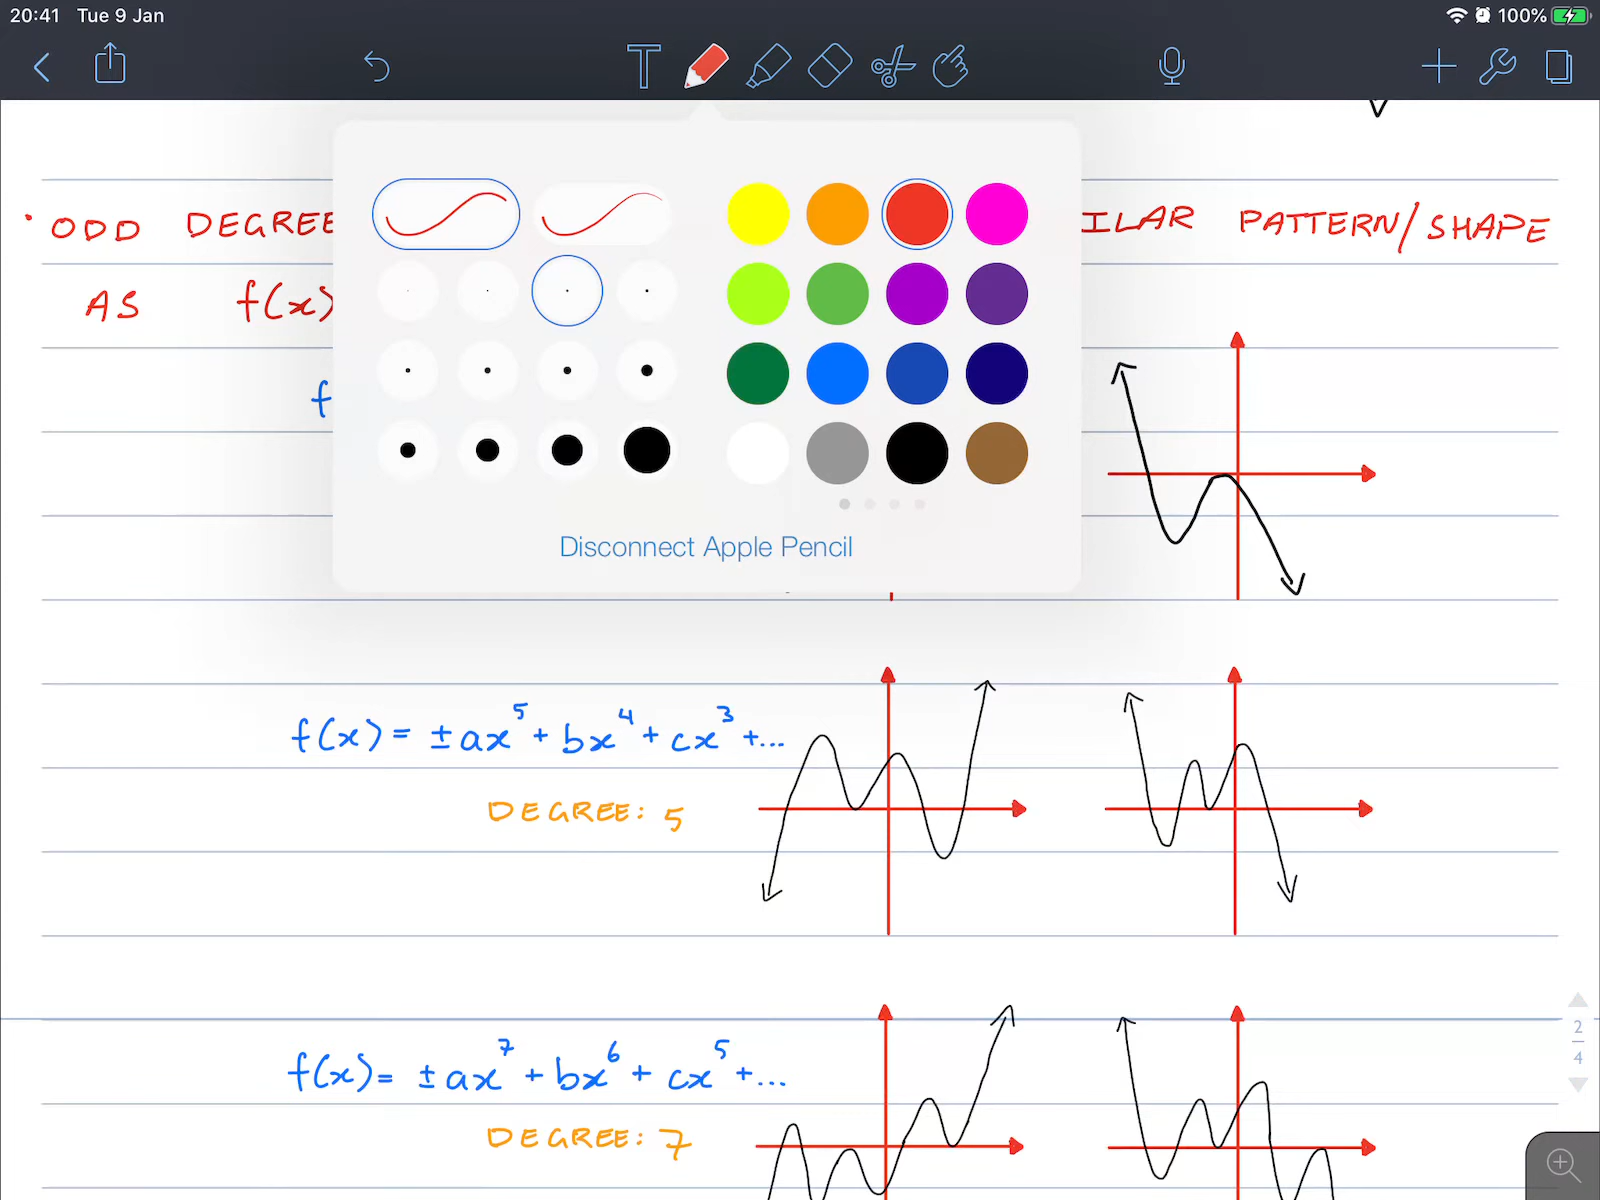 20:41 Tue 9 Jan 100%
T
• ODD DEGREE ILAR PATTERN/SHAPE
AS f(x)
f
Disconnect Apple Pencil
f(x) = ±ax⁵ + bx⁴ + cx³ +...
DEGREE: 5
f(x) = ±ax⁷ + bx⁶ + cx⁵ +...
DEGREE: 7
2
4